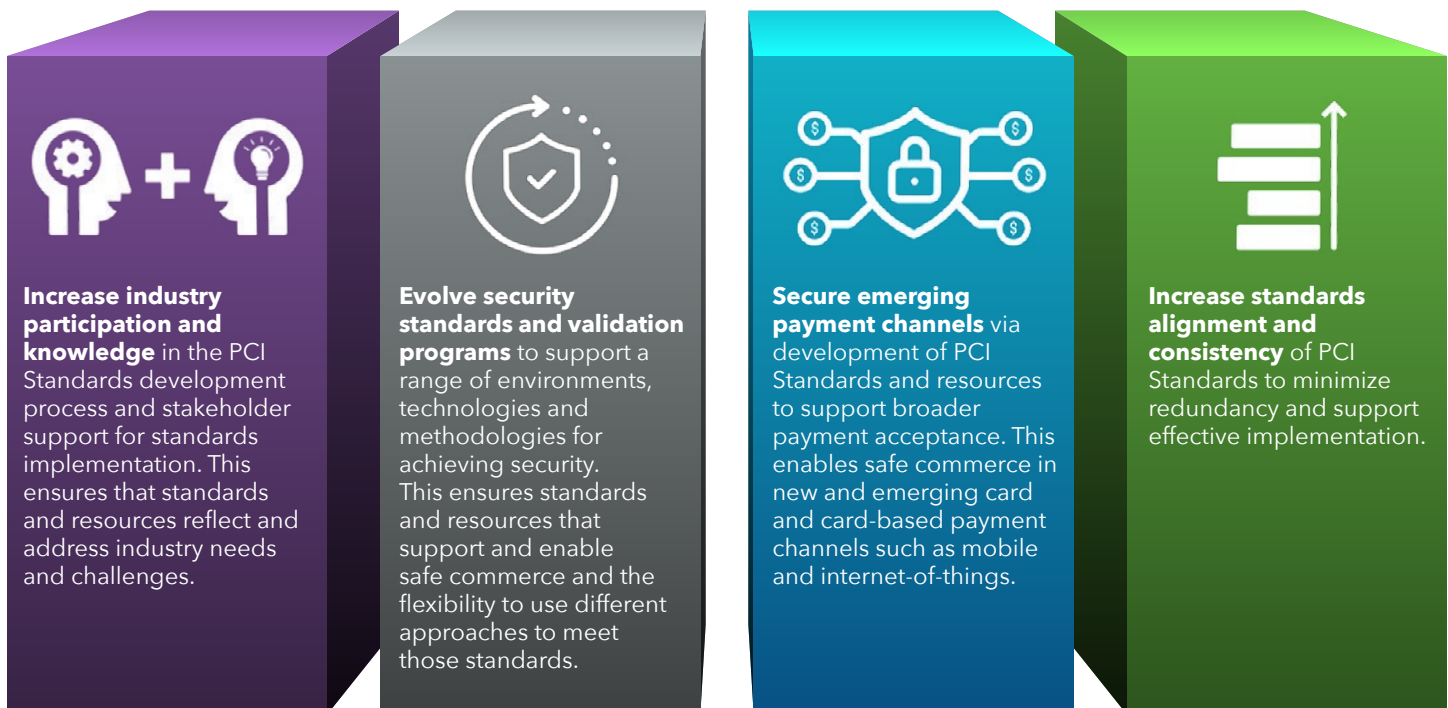 Increase industry
participation and
knowledge in the PCI
Standards development
process and stakeholder
support for standards
implementation. This
ensures that standards
and resources reflect and
address industry needs
and challenges.
Evolve security
standards and validation
programs to support a
range of environments,
technologies and
methodologies for
achieving security.
This ensures standards
and resources that
support and enable
safe commerce and the
flexibility to use different
approaches to meet
those standards.
$
$
$
$
$
$
Secure emerging
payment channels via
development of PCI
Standards and resources
to support broader
payment acceptance. This
enables safe commerce in
new and emerging card
and card-based payment
channels such as mobile
and internet-of-things.
Increase standards
alignment and
consistency of PCI
Standards to minimize
redundancy and support
effective implementation.